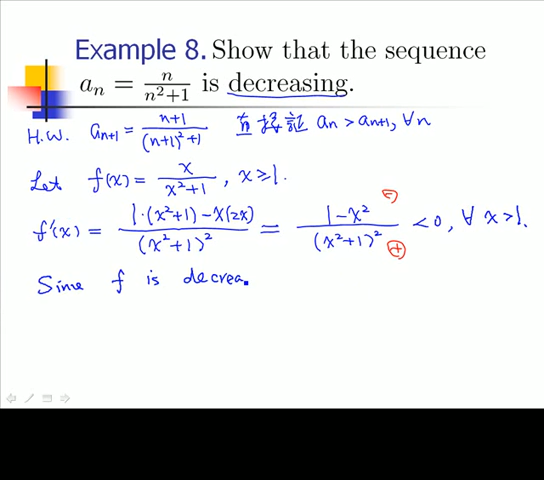 Example 8. Show that the sequence
aₙ = n/(n²+1) is decreasing.
H.W. aₙ₊₁ = (n+1)/((n+1)²+1) 直接證 aₙ > aₙ₊₁, ∀n
Let f(x) = x/(x²+1), x ≥ 1.
f'(x) = (1·(x²+1) − x(2x))/(x²+1)² = (1−x²)/(x²+1)² < 0, ∀ x > 1.
⊖
⊕
Since f is decrea